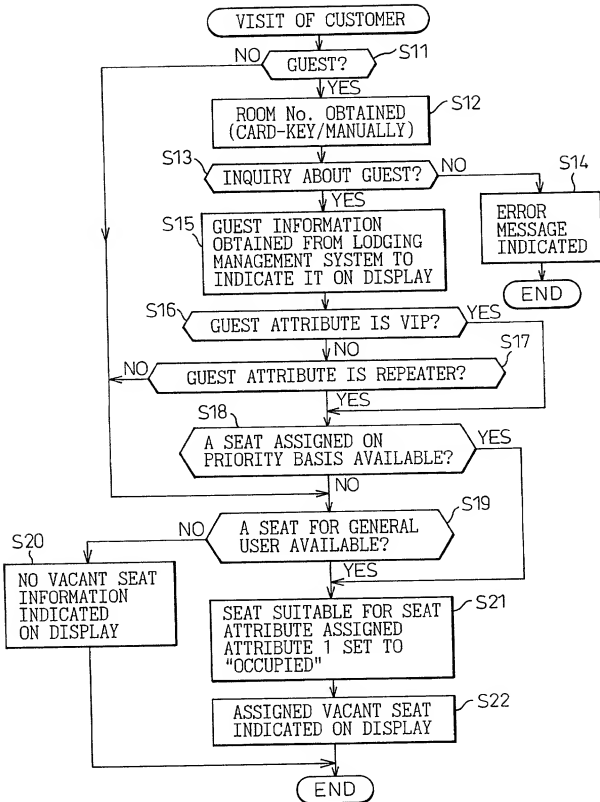 VISIT OF CUSTOMER
NO
S11
GUEST?
YES
S12
ROOM No. OBTAINED
(CARD-KEY/MANUALLY)
S13
INQUIRY ABOUT GUEST?
NO
S14
YES
ERROR
MESSAGE
INDICATED
END
S15
GUEST INFORMATION
OBTAINED FROM LODGING
MANAGEMENT SYSTEM TO
INDICATE IT ON DISPLAY
S16
GUEST ATTRIBUTE IS VIP?
YES
NO
S17
NO
GUEST ATTRIBUTE IS REPEATER?
YES
S18
A SEAT ASSIGNED ON
PRIORITY BASIS AVAILABLE?
YES
NO
S19
NO
A SEAT FOR GENERAL
USER AVAILABLE?
YES
S20
NO VACANT SEAT
INFORMATION
INDICATED
ON DISPLAY
S21
SEAT SUITABLE FOR SEAT
ATTRIBUTE ASSIGNED
ATTRIBUTE 1 SET TO
"OCCUPIED"
S22
ASSIGNED VACANT SEAT
INDICATED ON DISPLAY
END